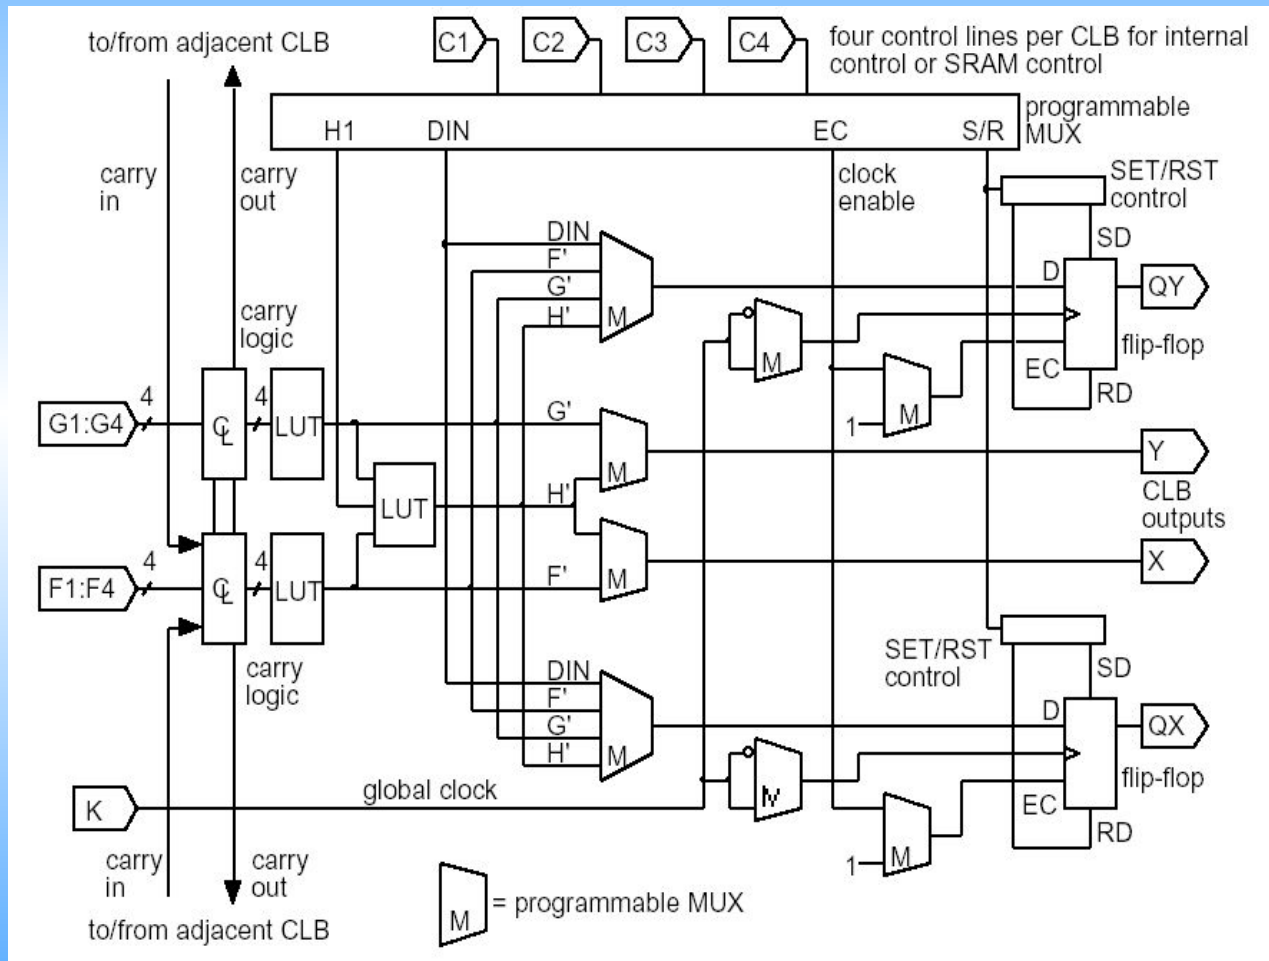 to/from adjacent CLB
C1
C2
C3
C4
four control lines per CLB for internal
control or SRAM control
programmable
MUX
H1
DIN
EC
S/R
carry
in
carry
out
clock
enable
SET/RST
control
SD
DIN
F'
G'
H'
M
D
QY
carry
logic
M
flip-flop
EC
RD
M
1
4
4
G1:G4
CL
LUT
G'
M
Y
LUT
H'
CLB
outputs
4
4
F1:F4
CL
LUT
F'
M
X
carry
logic
SET/RST
control
SD
DIN
F'
G'
H'
M
D
QX
flip-flop
EC
RD
M
1
K
global clock
carry
in
carry
out
to/from adjacent CLB
M
= programmable MUX